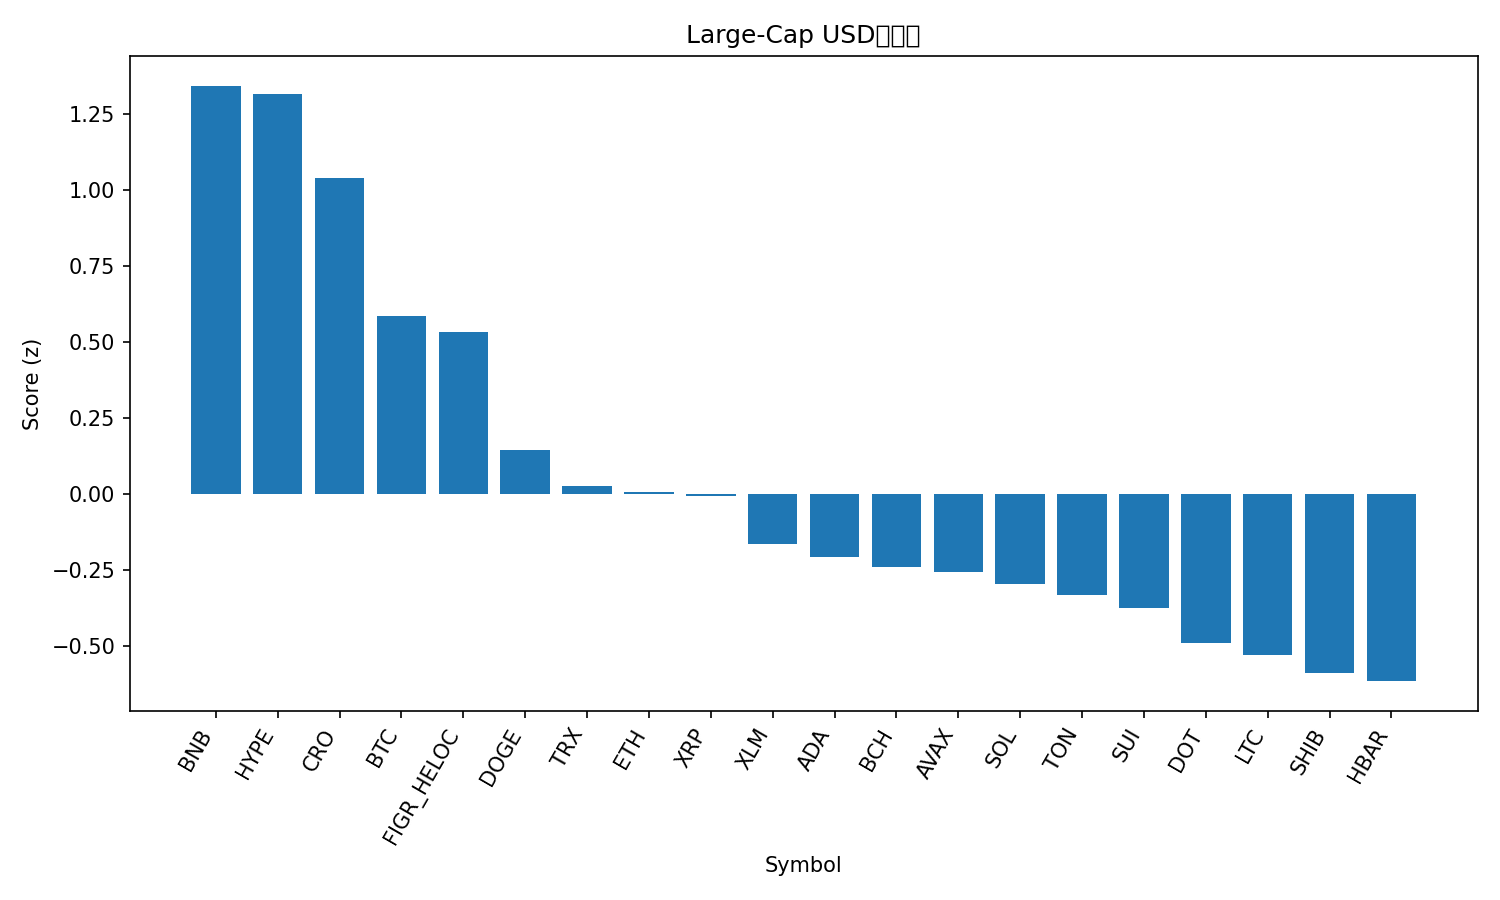 Large-Cap USD
1.25
1.00
0.75
0.50
0.25
0.00
−0.25
−0.50
Score (z)
BNB
HYPE
CRO
BTC
FIGR_HELOC
DOGE
TRX
ETH
XRP
XLM
ADA
BCH
AVAX
SOL
TON
SUI
DOT
LTC
SHIB
HBAR
Symbol